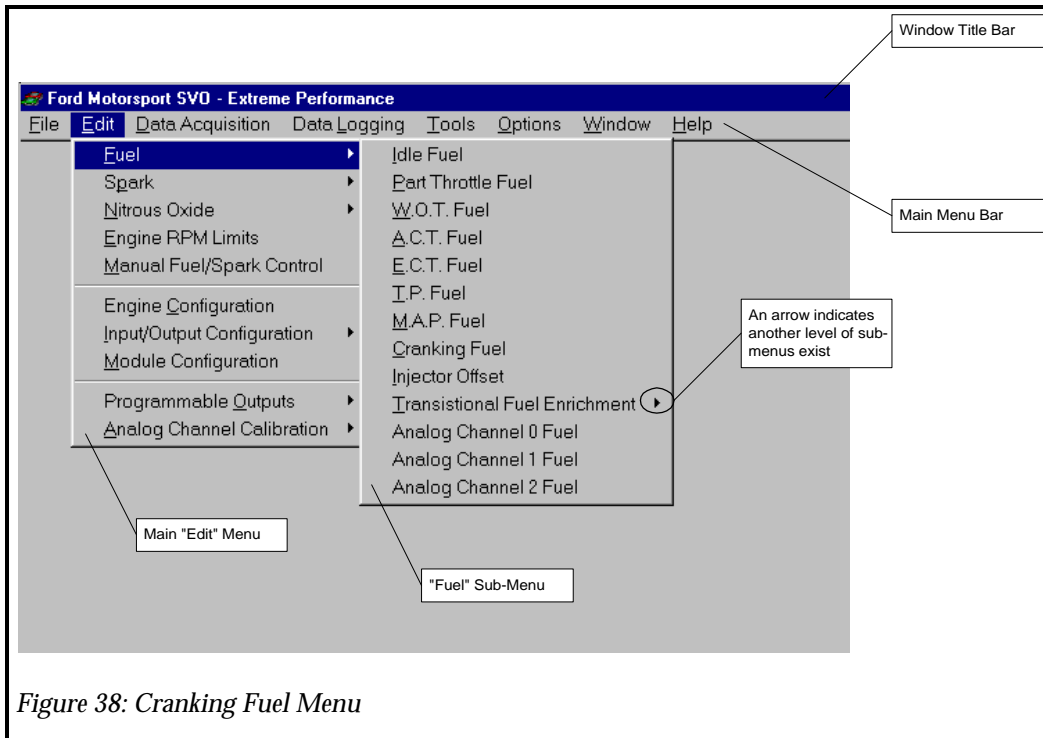 Window Title Bar
Ford Motorsport SVO - Extreme Performance
File Edit Data Acquisition Data Logging Tools Options Window Help
Main Menu Bar
Fuel
Spark
Nitrous Oxide
Engine RPM Limits
Manual Fuel/Spark Control
Engine Configuration
Input/Output Configuration
Module Configuration
Programmable Outputs
Analog Channel Calibration
Idle Fuel
Part Throttle Fuel
W.O.T. Fuel
A.C.T. Fuel
E.C.T. Fuel
T.P. Fuel
M.A.P. Fuel
Cranking Fuel
Injector Offset
Transistional Fuel Enrichment
Analog Channel 0 Fuel
Analog Channel 1 Fuel
Analog Channel 2 Fuel
An arrow indicates
another level of sub-
menus exist
Main "Edit" Menu
"Fuel" Sub-Menu
Figure 38: Cranking Fuel Menu